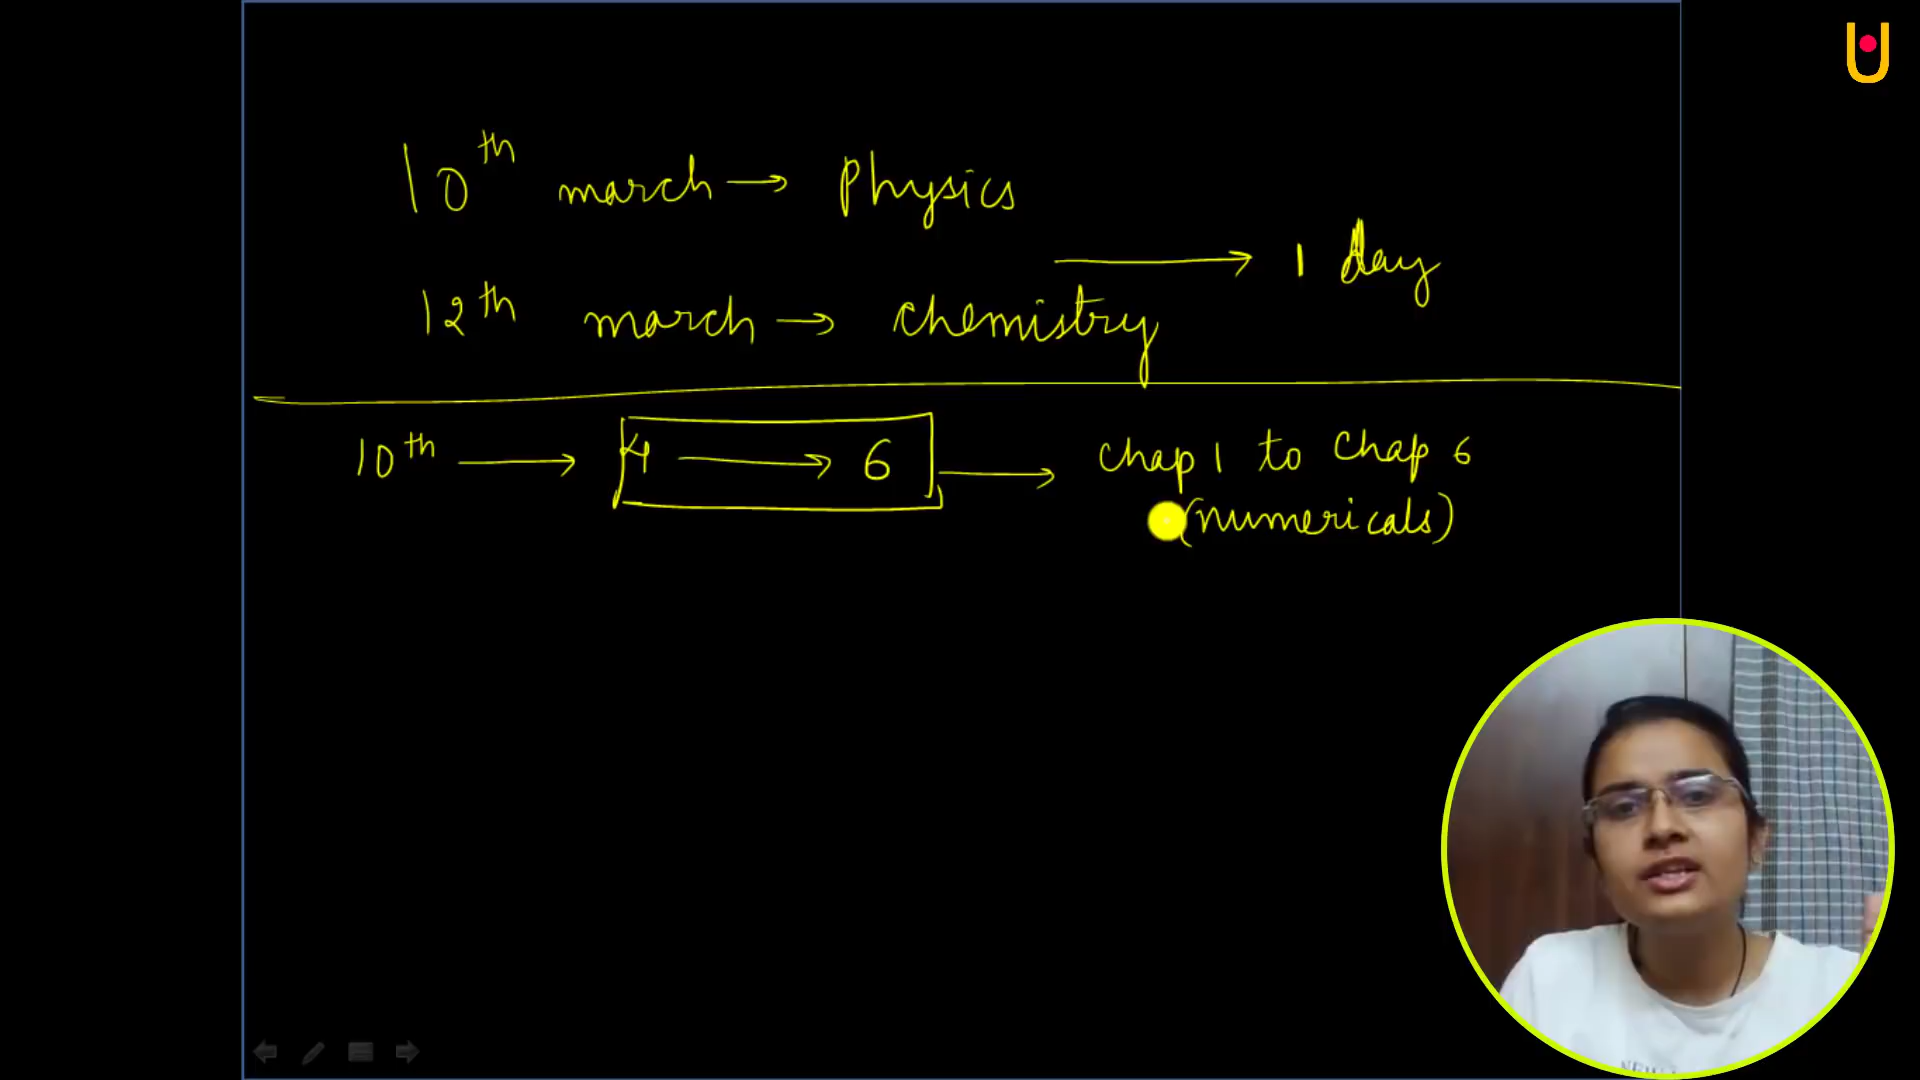 10th march → Physics
→ 1 day
12th march → chemistry
10th → 4 → 6 → chap 1 to chap 6
(numericals)